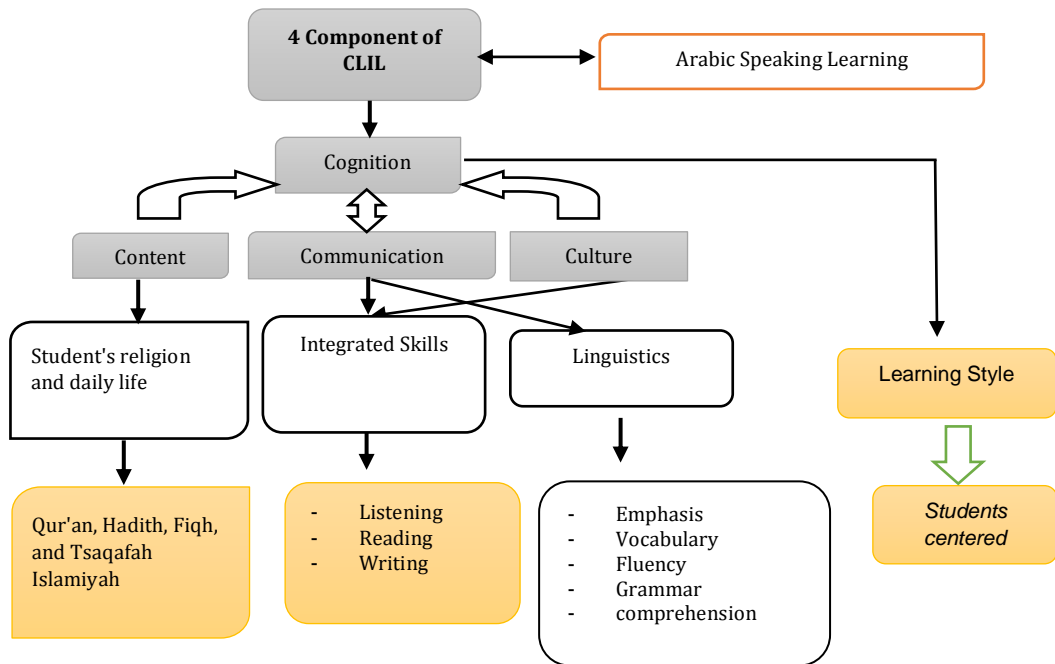 4 Component of
CLIL
Arabic Speaking Learning
Cognition
Content
Communication
Culture
Student's religion
and daily life
Integrated Skills
Linguistics
Learning Style
Qur'an, Hadith, Fiqh,
and Tsaqafah
Islamiyah
- Listening
- Reading
- Writing
- Emphasis
- Vocabulary
- Fluency
- Grammar
- comprehension
Students
centered